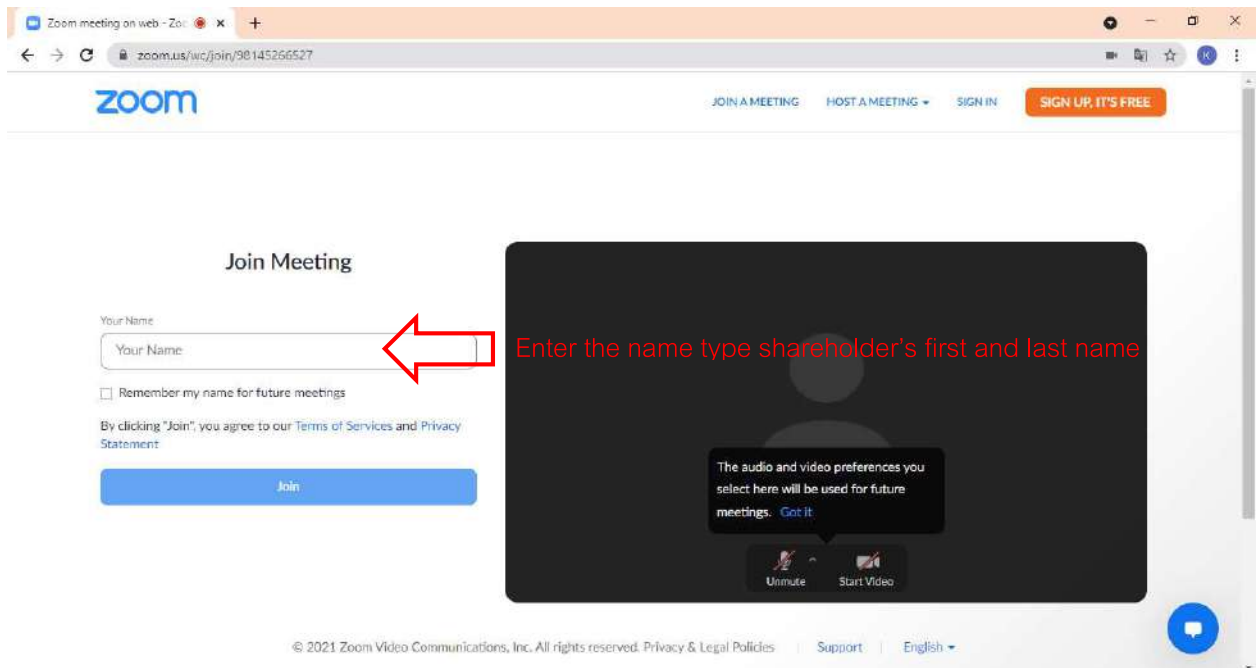 Zoom meeting on web - Zo
zoom.us/wc/join/98145266527
K
zoom
JOIN A MEETING
HOST A MEETING
SIGN IN
SIGN UP, IT'S FREE
Join Meeting
Your Name
Your Name
Enter the name type shareholder's first and last name
Remember my name for future meetings
By clicking "Join", you agree to our Terms of Services and Privacy
Statement
Join
The audio and video preferences you
select here will be used for future
meetings. Got it
Unmute
Start Video
© 2021 Zoom Video Communications, Inc. All rights reserved. Privacy & Legal Policies
Support
English